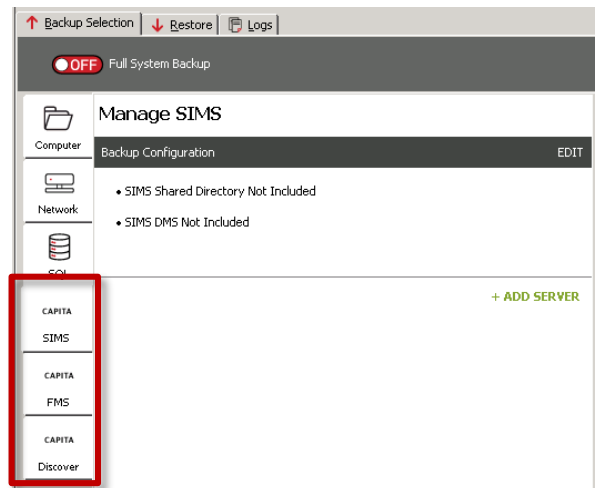 Backup Selection Restore Logs
OFF Full System Backup
Computer
Network
SQL
CAPITA
SIMS
CAPITA
FMS
CAPITA
Discover
Manage SIMS
Backup Configuration EDIT
• SIMS Shared Directory Not Included
• SIMS DMS Not Included
+ ADD SERVER